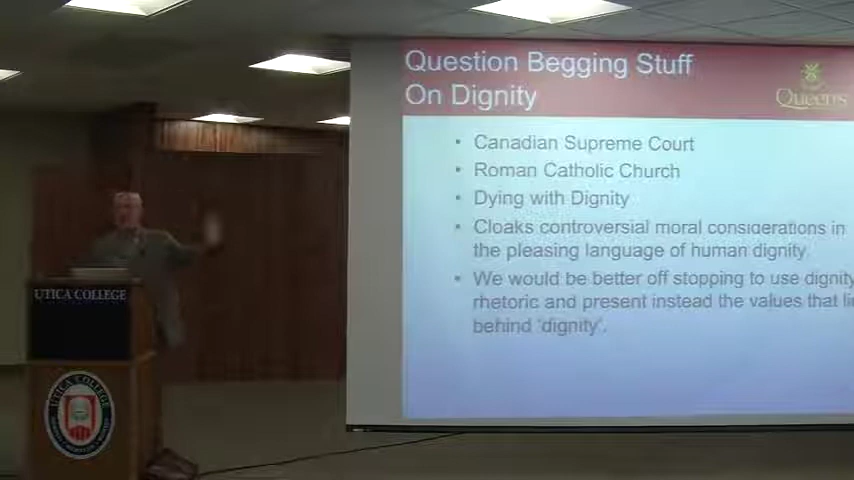 Question Begging Stuff
On Dignity
Queen's
• Canadian Supreme Court
• Roman Catholic Church
• Dying with Dignity
• Cloaks controversial moral considerations in
the pleasing language of human dignity.
• We would be better off stopping to use dignity
rhetoric and present instead the values that
behind 'dignity'.
UTICA COLLEGE
UTICA COLLEGE